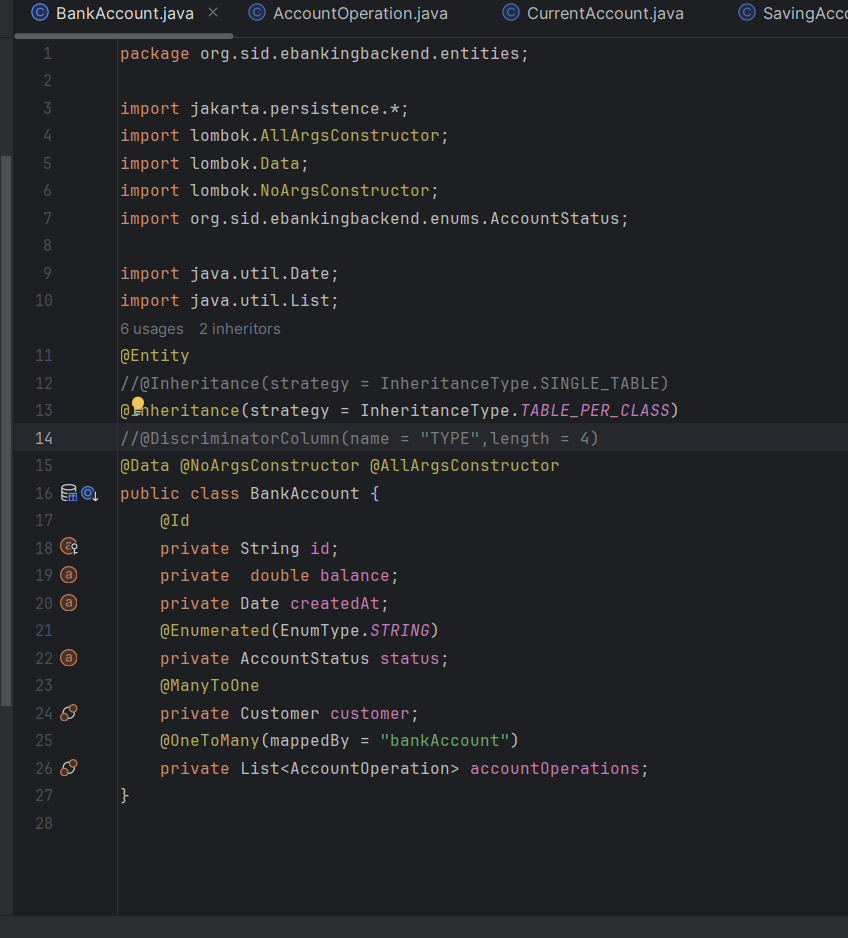 BankAccount.java × AccountOperation.java CurrentAccount.java SavingAcco
1 package org.sid.ebankingbackend.entities;
2
3 import jakarta.persistence.*;
4 import lombok.AllArgsConstructor;
5 import lombok.Data;
6 import lombok.NoArgsConstructor;
7 import org.sid.ebankingbackend.enums.AccountStatus;
8
9 import java.util.Date;
10 import java.util.List;
6 usages 2 inheritors
11 @Entity
12 //@Inheritance(strategy = InheritanceType.SINGLE_TABLE)
13 @Inheritance(strategy = InheritanceType.TABLE_PER_CLASS)
14 //@DiscriminatorColumn(name = "TYPE",length = 4)
15 @Data @NoArgsConstructor @AllArgsConstructor
16 public class BankAccount {
17     @Id
18     private String id;
19     private  double balance;
20     private Date createdAt;
21     @Enumerated(EnumType.STRING)
22     private AccountStatus status;
23     @ManyToOne
24     private Customer customer;
25     @OneToMany(mappedBy = "bankAccount")
26     private List<AccountOperation> accountOperations;
27 }
28